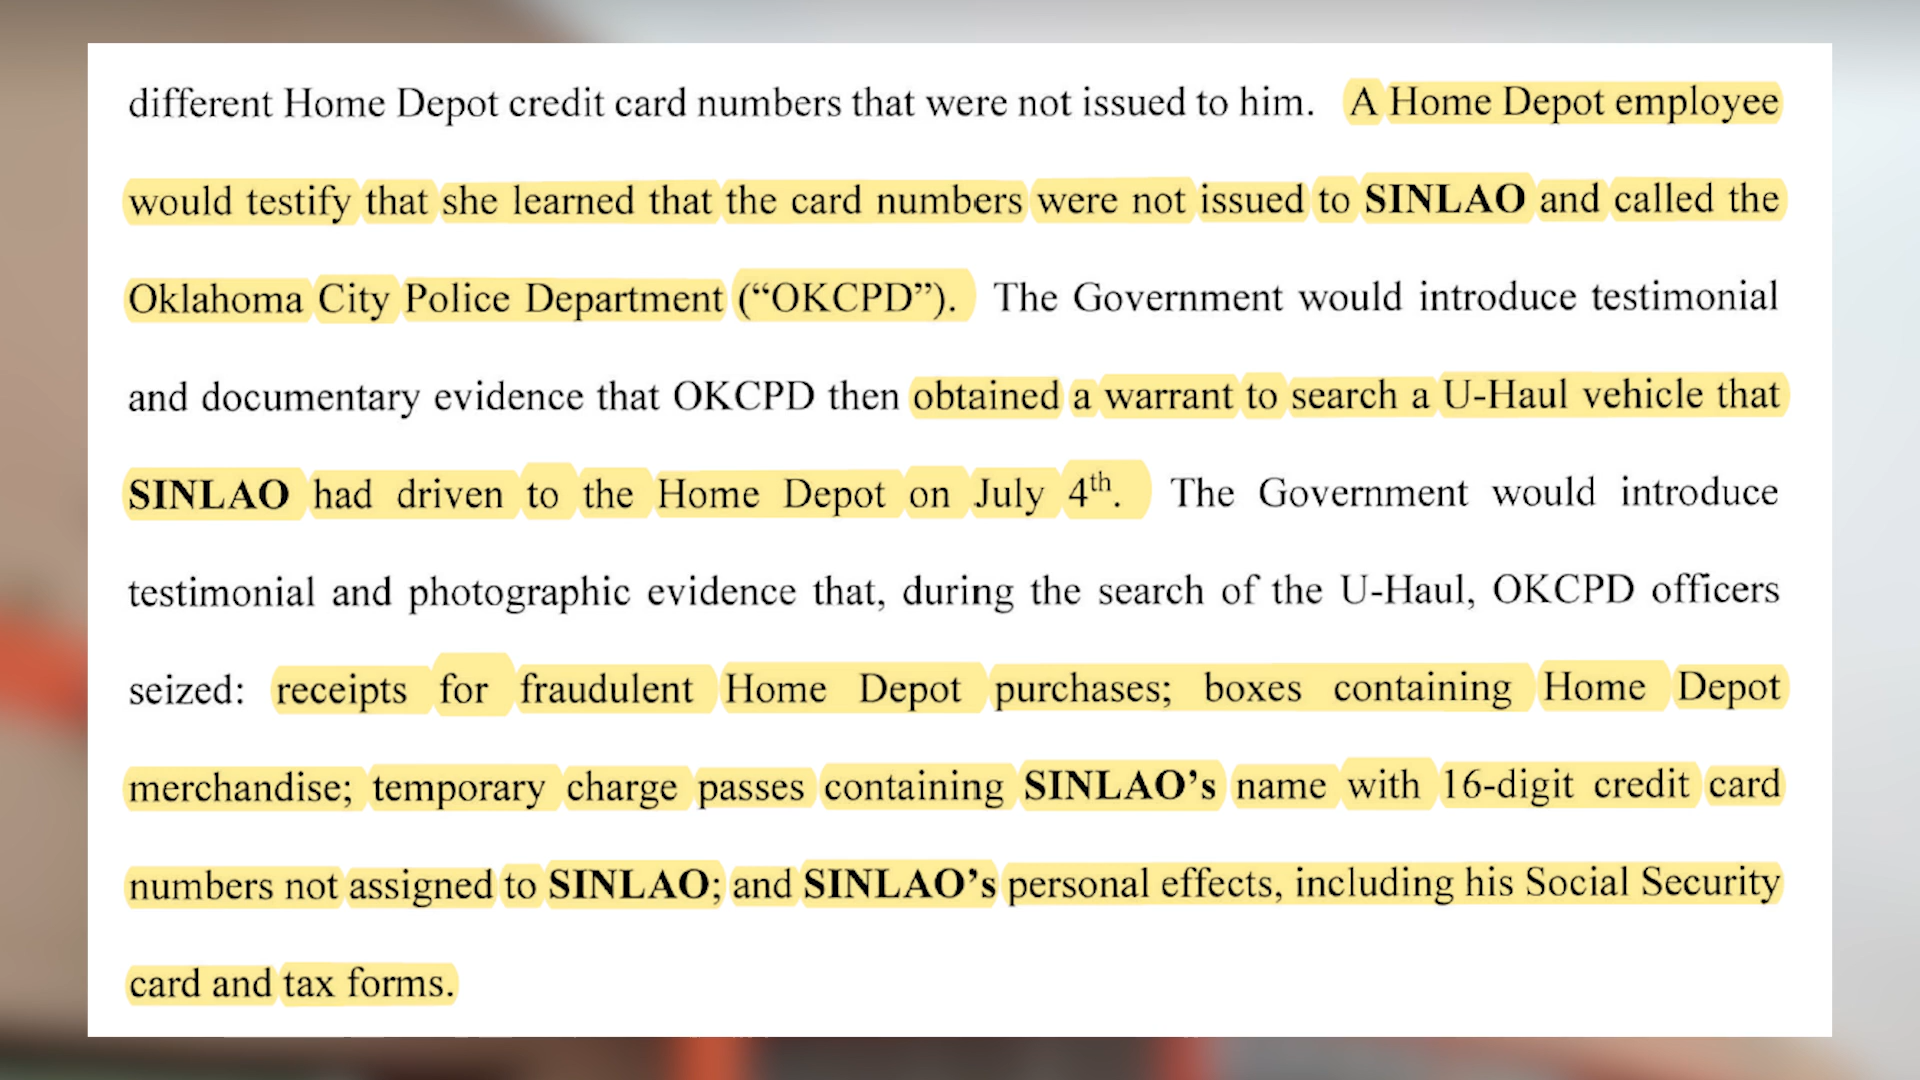 different Home Depot credit card numbers that were not issued to him. A Home Depot employee
would testify that she learned that the card numbers were not issued to SINLAO and called the
Oklahoma City Police Department (“OKCPD”). The Government would introduce testimonial
and documentary evidence that OKCPD then obtained a warrant to search a U-Haul vehicle that
SINLAO had driven to the Home Depot on July 4th. The Government would introduce
testimonial and photographic evidence that, during the search of the U-Haul, OKCPD officers
seized: receipts for fraudulent Home Depot purchases; boxes containing Home Depot
merchandise; temporary charge passes containing SINLAO’s name with 16-digit credit card
numbers not assigned to SINLAO; and SINLAO’s personal effects, including his Social Security
card and tax forms.